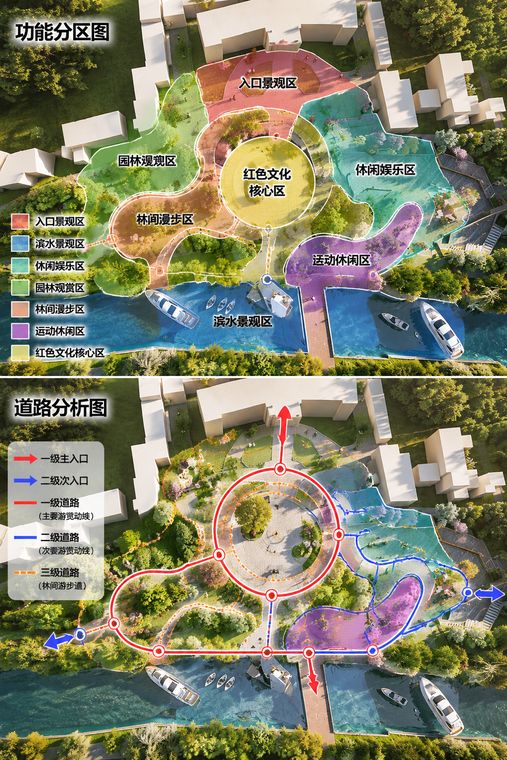 功能分区图
入口景观区
园林观观区
红色文化
核心区
休闲娱乐区
林间漫步区
运动休闲区
滨水景观区
入口景观区
滨水景观区
休闲娱乐区
园林观赏区
林间漫步区
运动休闲区
红色文化核心区
道路分析图
一级主入口
二级次入口
一级道路
(主要游览动线)
二级道路
(次要游览动线)
三级道路
(林间游步道)